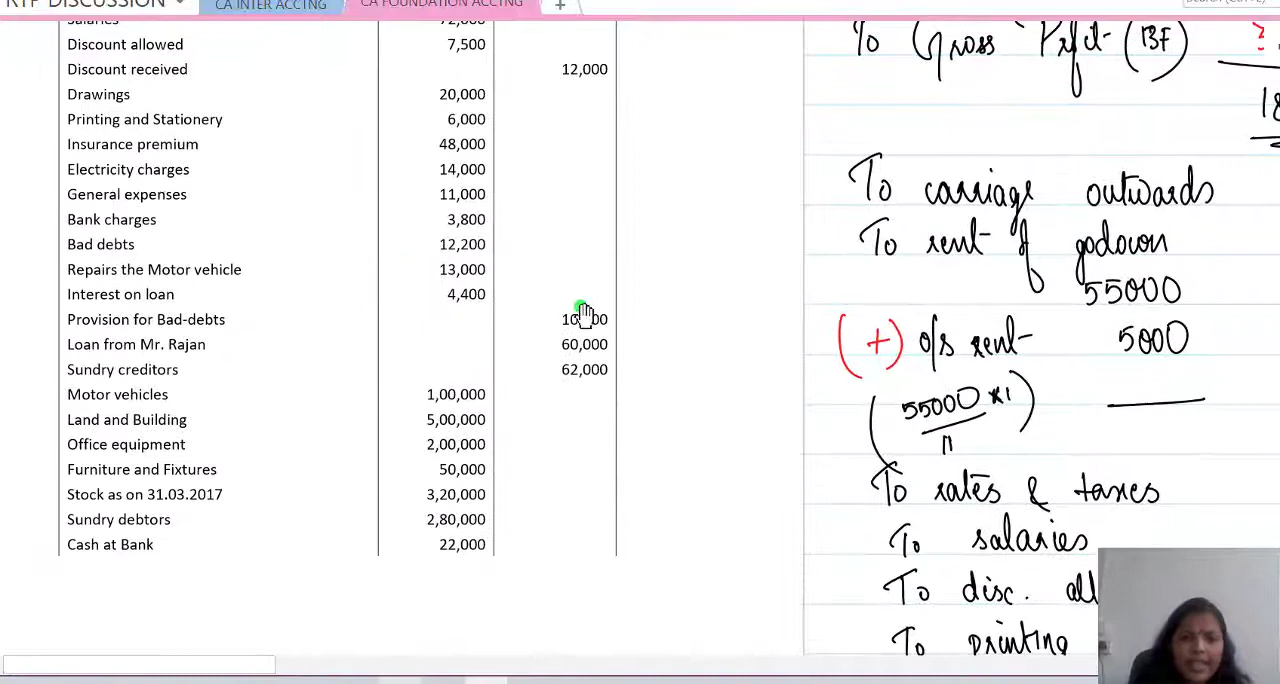 RTP DISCUSSION
CA INTER ACCTNG
CA FOUNDATION ACCTNG
+
Salaries 72,000
Discount allowed 7,500
Discount received 12,000
Drawings 20,000
Printing and Stationery 6,000
Insurance premium 48,000
Electricity charges 14,000
General expenses 11,000
Bank charges 3,800
Bad debts 12,200
Repairs the Motor vehicle 13,000
Interest on loan 4,400
Provision for Bad-debts
Loan from Mr. Rajan 60,000
Sundry creditors 62,000
Motor vehicles 1,00,000
Land and Building 5,00,000
Office equipment 2,00,000
Furniture and Fixtures 50,000
Stock as on 31.03.2017 3,20,000
Sundry debtors 2,80,000
Cash at Bank 22,000
To Gross Profit (BF) ?
18
To carriage outwards
To rent of godown
55000
(+) o/s rent 5000
(55000 x 1
11)
To rates & taxes
To salaries
To disc. all
To printing